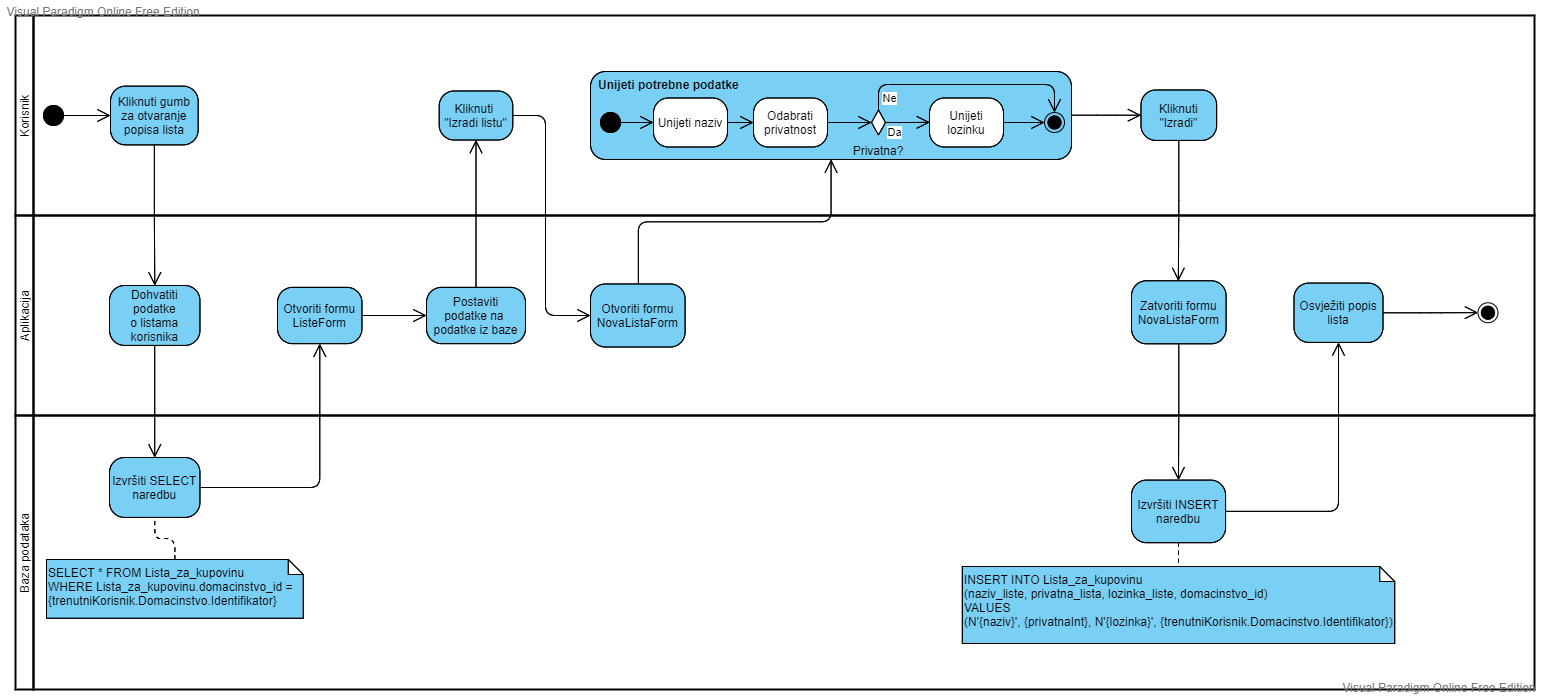 Visual Paradigm Online Free Edition
Korisnik
Kliknuti gumb
za otvaranje
popisa lista
Kliknuti
"Izradi listu"
Unijeti potrebne podatke
Unijeti naziv
Odabrati
privatnost
Ne
Da
Privatna?
Unijeti
lozinku
Kliknuti
"Izradi"
Aplikacija
Dohvatiti
podatke
o listama
korisnika
Otvoriti formu
ListeForm
Postaviti
podatke na
podatke iz baze
Otvoriti formu
NovaListaForm
Zatvoriti formu
NovaListaForm
Osvježiti popis
lista
Baza podataka
Izvršiti SELECT
naredbu
SELECT * FROM Lista_za_kupovinu
WHERE Lista_za_kupovinu.domacinstvo_id =
{trenutniKorisnik.Domacinstvo.Identifikator}
Izvršiti INSERT
naredbu
INSERT INTO Lista_za_kupovinu
(naziv_liste, privatna_lista, lozinka_liste, domacinstvo_id)
VALUES
(N'{naziv}', {privatnaInt}, N'{lozinka}', {trenutniKorisnik.Domacinstvo.Identifikator})
Visual Paradigm Online Free Edition